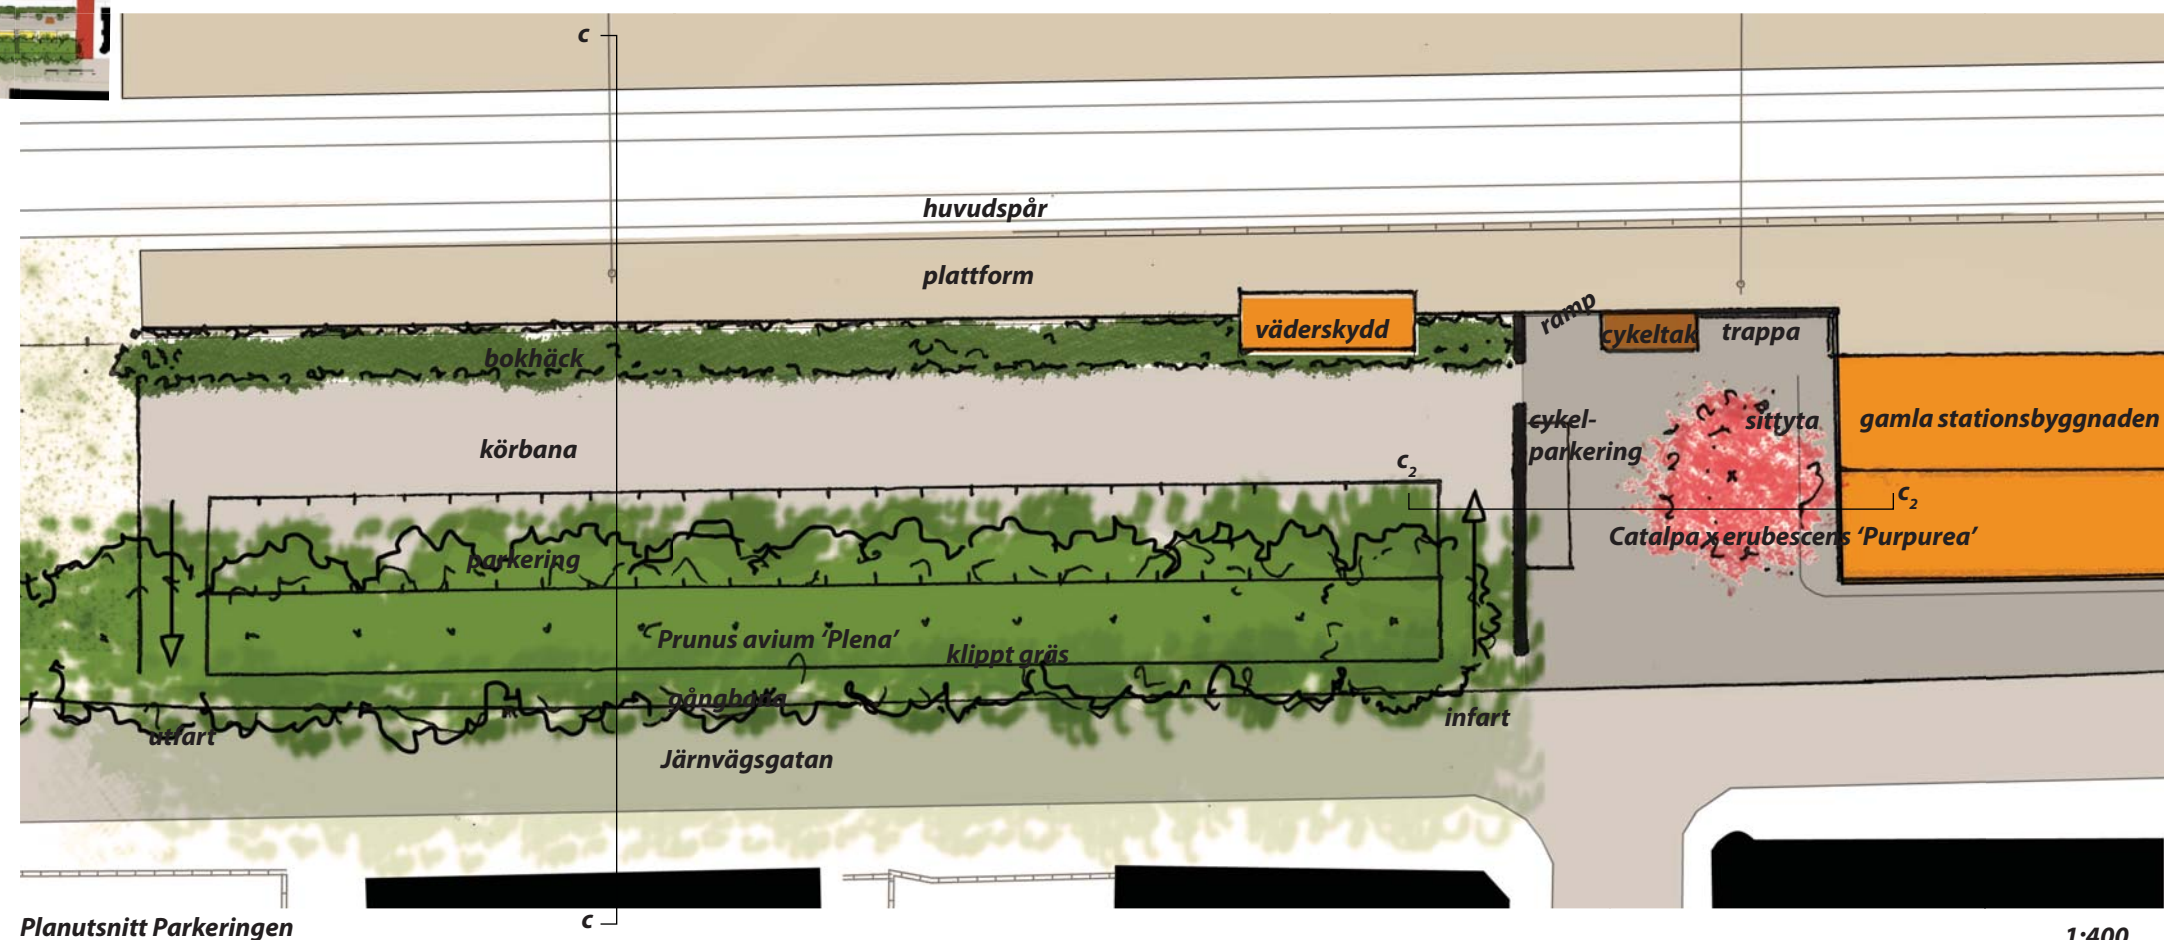 c
huvudspår
plattform
ramp
väderskydd
cykeltak
trappa
bokhäck
cykel-
parkering
sittyta
gamla stationsbyggnaden
körbana
c2
c2
Catalpa x erubescens ‘Purpurea’
parkering
Prunus avium ‘Plena’
klippt gräs
gångbana
infart
utfart
Järnvägsgatan
c
Planutsnitt Parkeringen
1:400